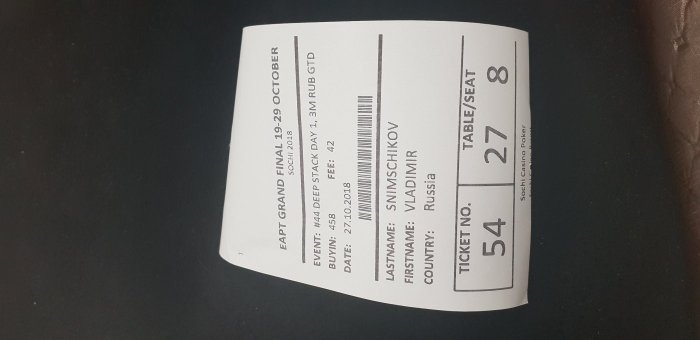 EAPT GRAND FINAL 19-29 OCTOBER
SOCHI 2018
EVENT: #44 DEEP STACK DAY 1, 3M RUB GTD
BUYIN: 458 FEE: 42
DATE: 27.10.2018
LASTNAME: SNIMSCHIKOV
FIRSTNAME: VLADIMIR
COUNTRY: Russia
TICKET NO. TABLE/SEAT
54 27 8
Sochi Casino Poker